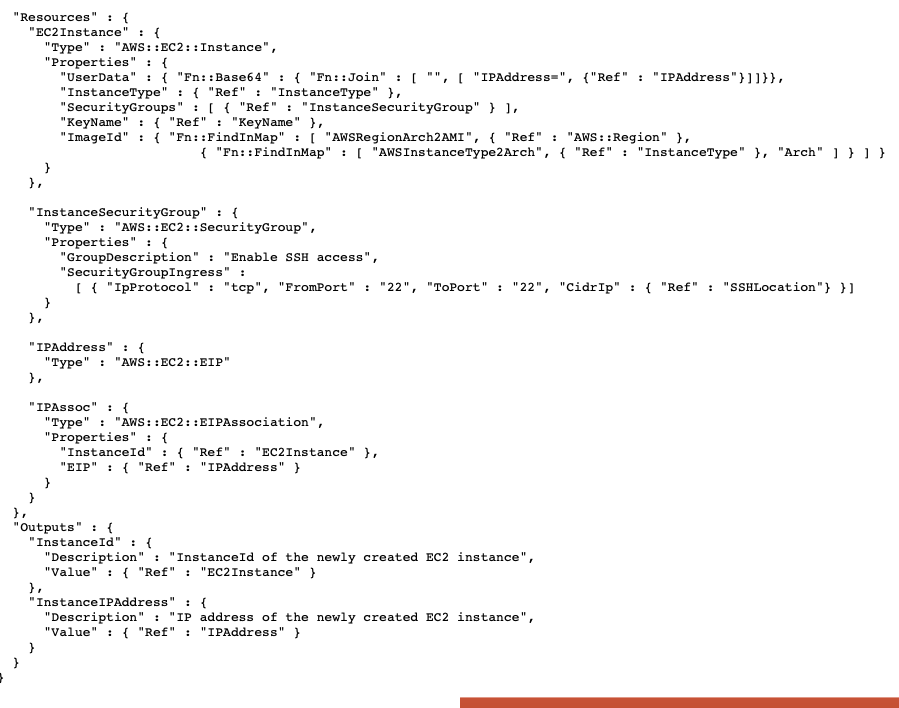 "Resources" : {
"EC2Instance" : {
"Type" : "AWS::EC2::Instance",
"Properties" : {
"UserData" : { "Fn::Base64" : { "Fn::Join" : [ "", [ "IPAddress=", {"Ref" : "IPAddress"}]]}},
"InstanceType" : { "Ref" : "InstanceType" },
"SecurityGroups" : [ { "Ref" : "InstanceSecurityGroup" } ],
"KeyName" : { "Ref" : "KeyName" },
"ImageId" : { "Fn::FindInMap" : [ "AWSRegionArch2AMI", { "Ref" : "AWS::Region" },
{ "Fn::FindInMap" : [ "AWSInstanceType2Arch", { "Ref" : "InstanceType" }, "Arch" ] } ] }
}
},
"InstanceSecurityGroup" : {
"Type" : "AWS::EC2::SecurityGroup",
"Properties" : {
"GroupDescription" : "Enable SSH access",
"SecurityGroupIngress" :
[ { "IpProtocol" : "tcp", "FromPort" : "22", "ToPort" : "22", "CidrIp" : { "Ref" : "SSHLocation"} }]
}
},
"IPAddress" : {
"Type" : "AWS::EC2::EIP"
},
"IPAssoc" : {
"Type" : "AWS::EC2::EIPAssociation",
"Properties" : {
"InstanceId" : { "Ref" : "EC2Instance" },
"EIP" : { "Ref" : "IPAddress" }
}
}
},
"Outputs" : {
"InstanceId" : {
"Description" : "InstanceId of the newly created EC2 instance",
"Value" : { "Ref" : "EC2Instance" }
},
"InstanceIPAddress" : {
"Description" : "IP address of the newly created EC2 instance",
"Value" : { "Ref" : "IPAddress" }
}
}
}